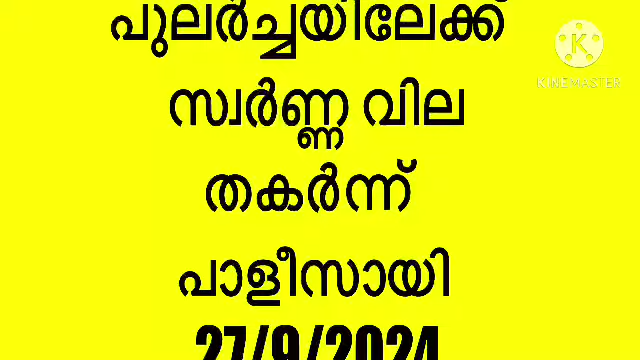 പുലർച്ചയിലേക്ക്
സ്വർണ്ണ വില
തകർന്ന്
പാളീസായി
27/9/2024
K
KINEMASTER